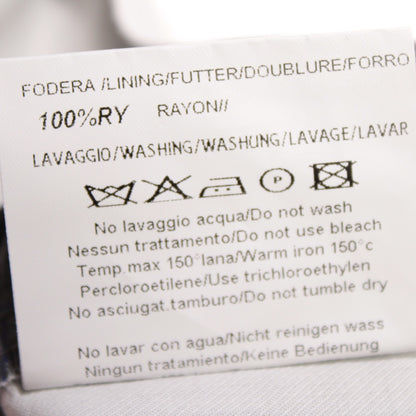 FODERA /LINING/FUTTER/DOUBLURE/FORRO
100%RY RAYON//
LAVAGGIO/WASHING/WASHUNG/LAVAGE/LAVAR
P
No lavaggio acqua/Do not wash
Nessun trattamento/Do not use bleach
Temp.max 150°lana/Warm iron 150°c
Percloroetilene/Use trichloroethylen
No asciugat.tamburo/Do not tumble dry
No lavar con agua/Nicht reinigen wass
Ningun tratamiento/Keine Bedienung